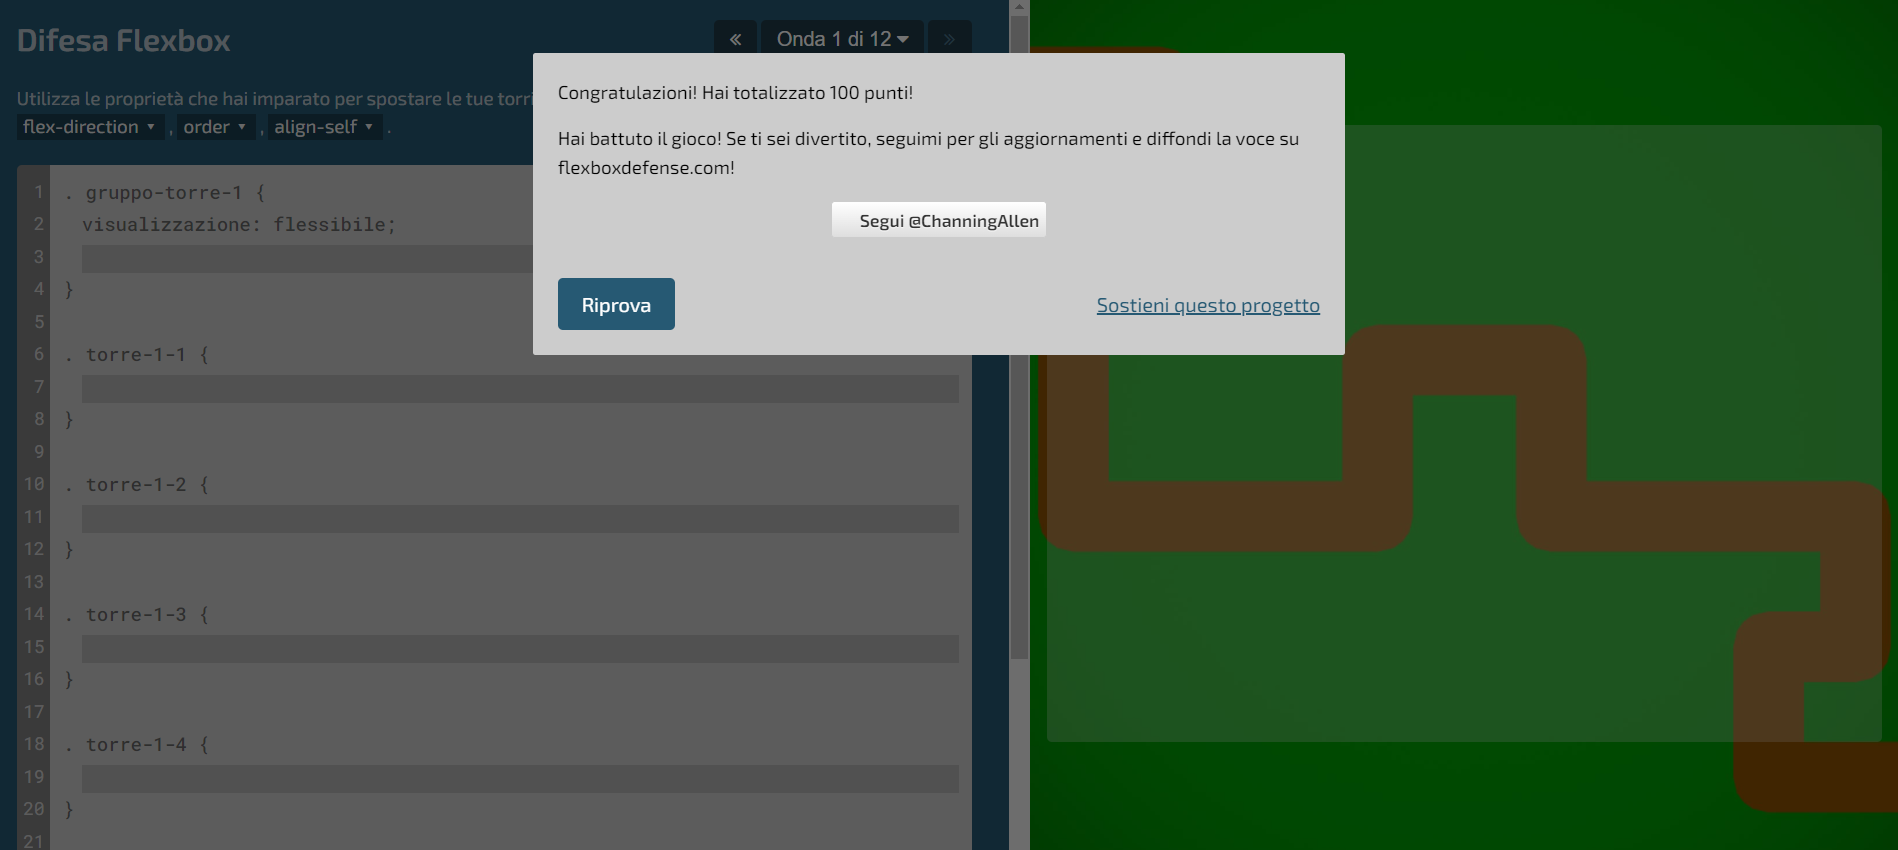 Difesa Flexbox
« Onda 1 di 12 »
Utilizza le proprietà che hai imparato per spostare le tue torri
flex-direction , order , align-self .
Congratulazioni! Hai totalizzato 100 punti!
Hai battuto il gioco! Se ti sei divertito, seguimi per gli aggiornamenti e diffondi la voce su
flexboxdefense.com!
Segui @ChanningAllen
Riprova
Sostieni questo progetto
1 . gruppo-torre-1 {
2 visualizzazione: flessibile;
3
4 }
5
6 . torre-1-1 {
7
8 }
9
10 . torre-1-2 {
11
12 }
13
14 . torre-1-3 {
15
16 }
17
18 . torre-1-4 {
19
20 }
21